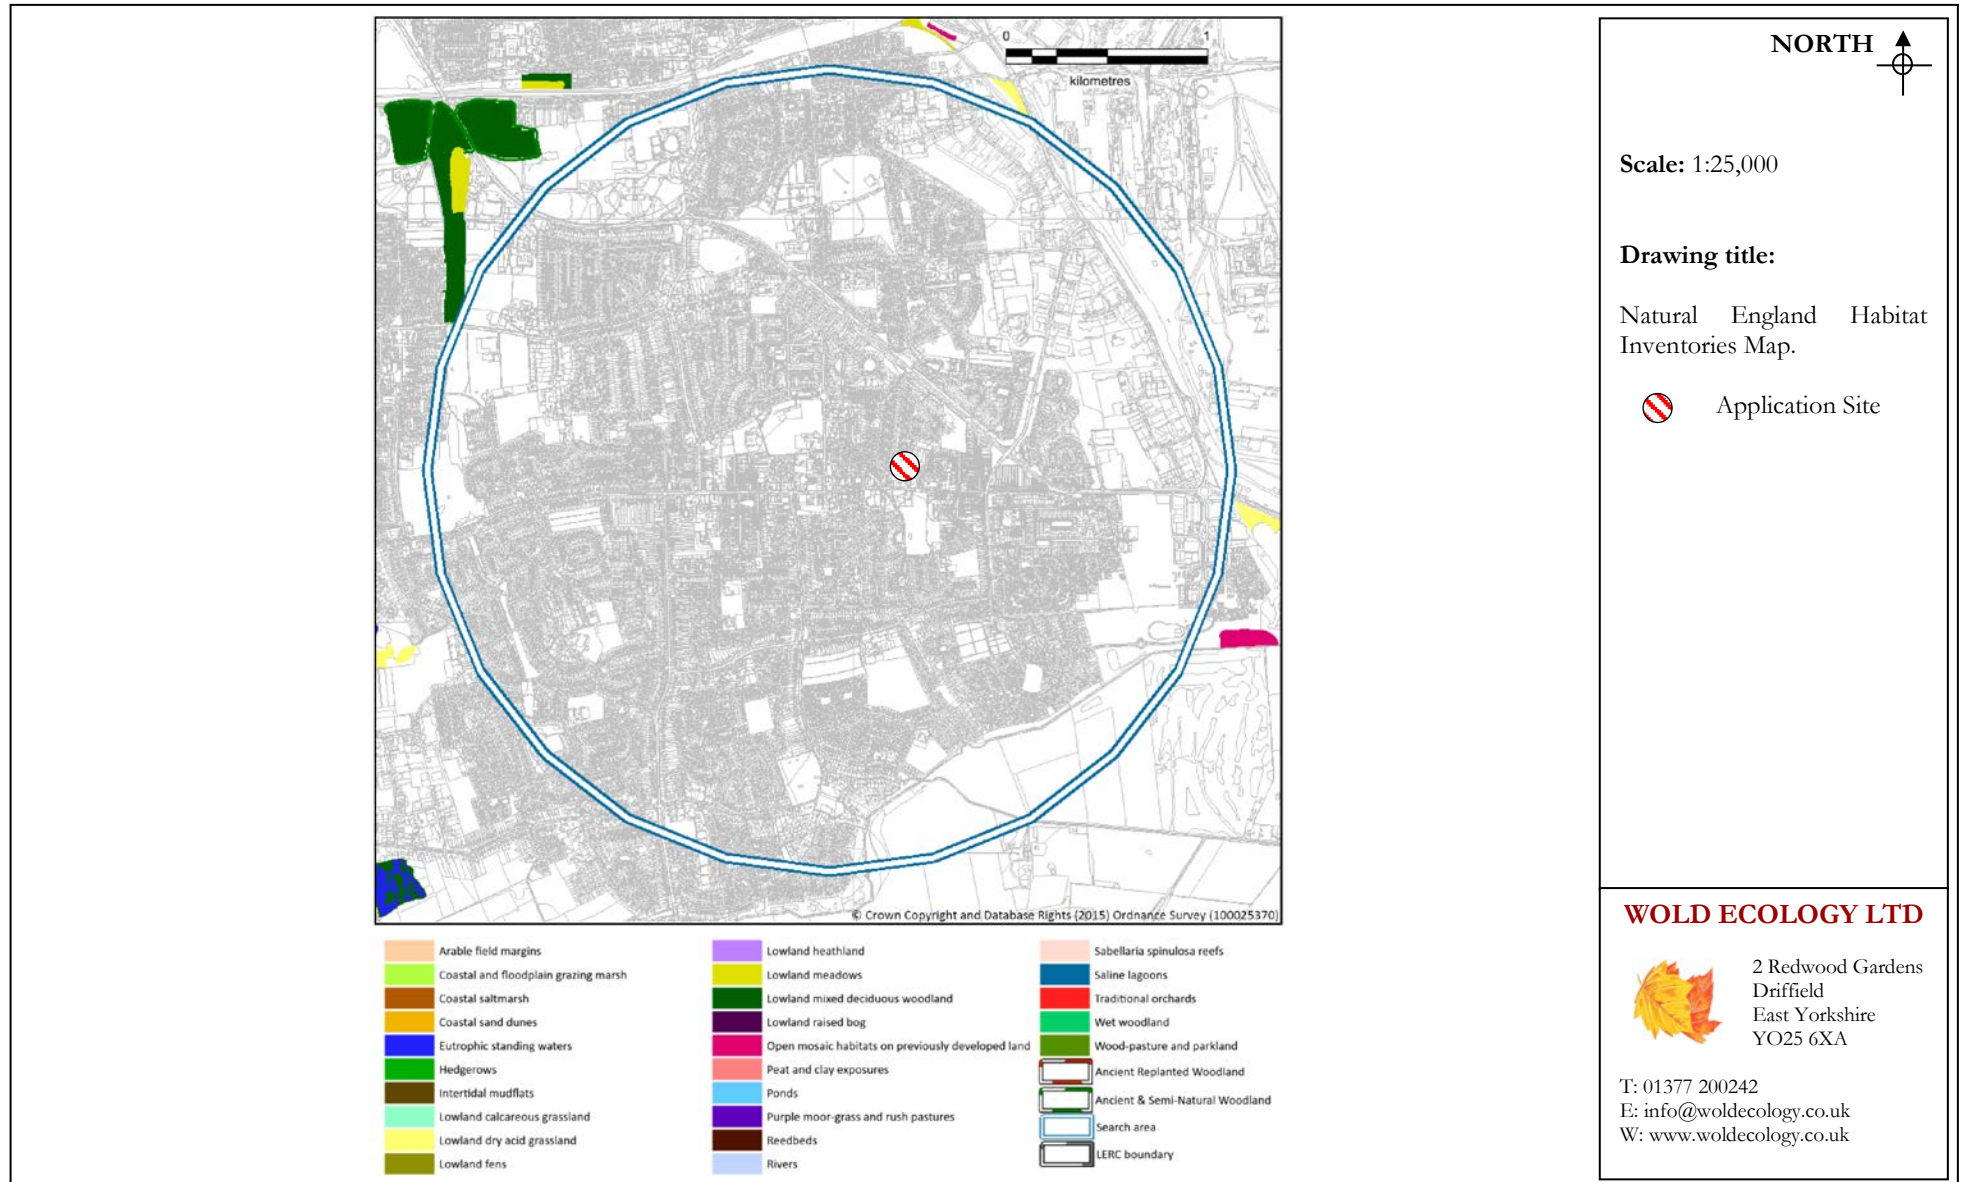 0 1
kilometres
© Crown Copyright and Database Rights (2015) Ordnance Survey (100025370)
Arable field margins
Coastal and floodplain grazing marsh
Coastal saltmarsh
Coastal sand dunes
Eutrophic standing waters
Hedgerows
Intertidal mudflats
Lowland calcareous grassland
Lowland dry acid grassland
Lowland fens
Lowland heathland
Lowland meadows
Lowland mixed deciduous woodland
Lowland raised bog
Open mosaic habitats on previously developed land
Peat and clay exposures
Ponds
Purple moor-grass and rush pastures
Reedbeds
Rivers
Sabellaria spinulosa reefs
Saline lagoons
Traditional orchards
Wet woodland
Wood-pasture and parkland
Ancient Replanted Woodland
Ancient & Semi-Natural Woodland
Search area
LERC boundary
NORTH
Scale: 1:25,000
Drawing title:
Natural England Habitat
Inventories Map.
Application Site
WOLD ECOLOGY LTD
2 Redwood Gardens
Driffield
East Yorkshire
YO25 6XA
T: 01377 200242
E: info@woldecology.co.uk
W: www.woldecology.co.uk